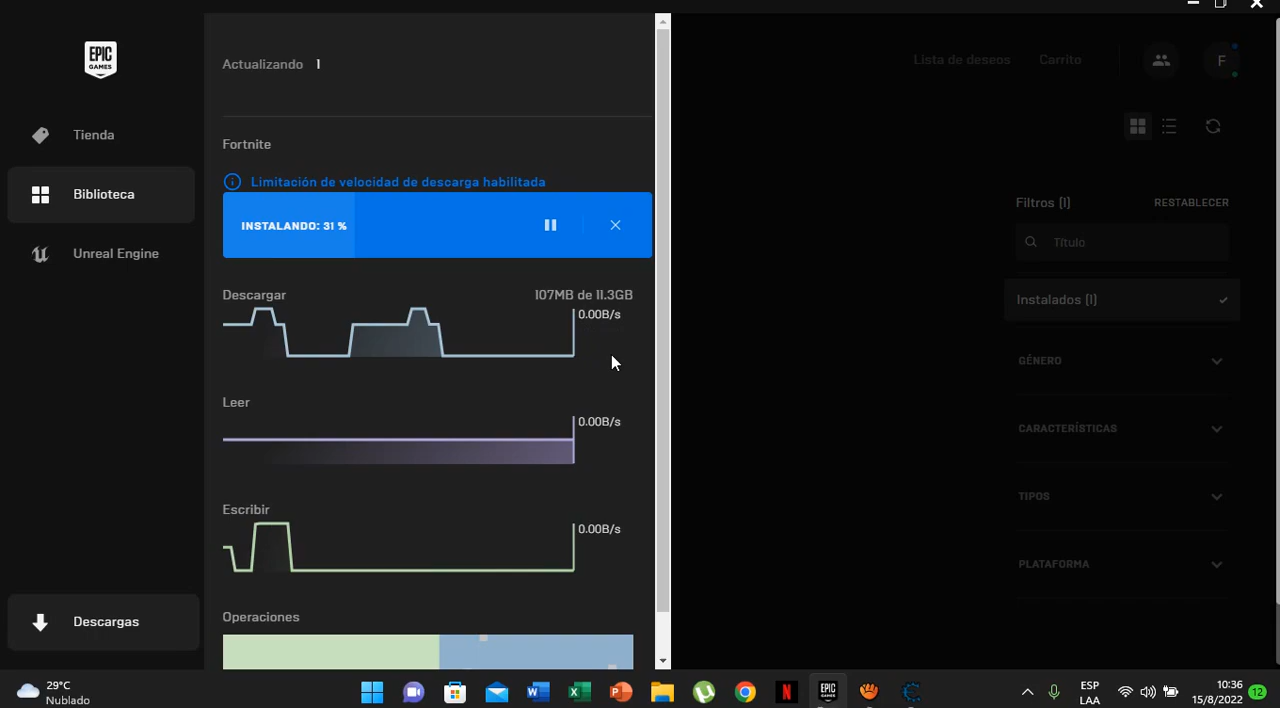 EPIC
GAMES
Tienda
Biblioteca
Unreal Engine
Descargas
Actualizando 1
Fortnite
Limitación de velocidad de descarga habilitada
INSTALANDO: 31 %
Descargar 107MB de 11.3GB
0.00B/s
Leer
0.00B/s
Escribir
0.00B/s
Operaciones
Lista de deseos Carrito F
Filtros (1) RESTABLECER
Título
Instalados (1)
GÉNERO
CARACTERÍSTICAS
TIPOS
PLATAFORMA
29°C
Nublado
W X P N EPIC GAMES
ESP
LAA
10:36
15/8/2022
12